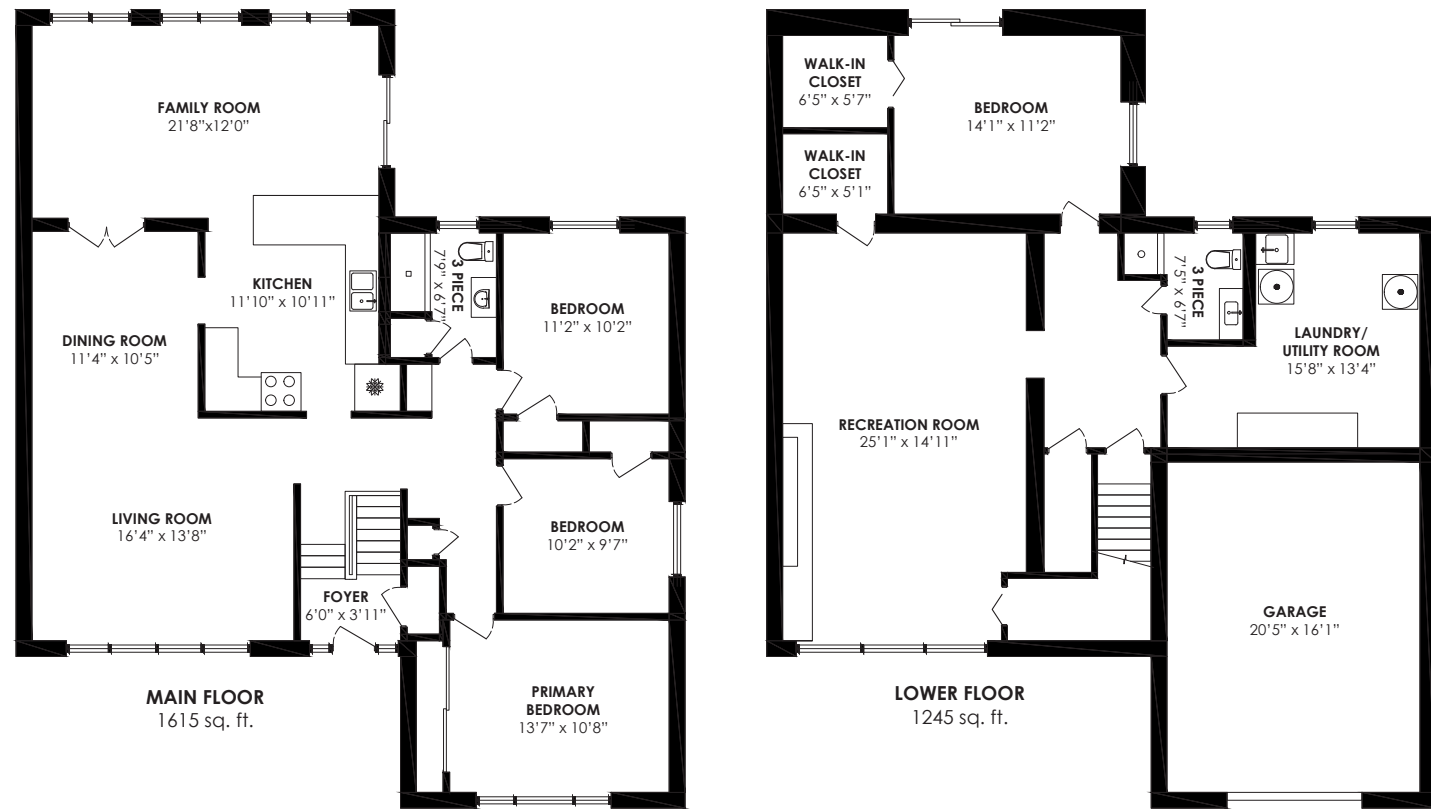 FAMILY ROOM
21'8"x12'0"
KITCHEN
11'10" x 10'11"
3 PIECE
7'9" x 6'7"
BEDROOM
11'2" x 10'2"
DINING ROOM
11'4" x 10'5"
LIVING ROOM
16'4" x 13'8"
BEDROOM
10'2" x 9'7"
FOYER
6'0" x 3'11"
PRIMARY
BEDROOM
13'7" x 10'8"
MAIN FLOOR
1615 sq. ft.
WALK-IN
CLOSET
6'5" x 5'7"
BEDROOM
14'1" x 11'2"
WALK-IN
CLOSET
6'5" x 5'1"
3 PIECE
7'5" x 6'7"
LAUNDRY/
UTILITY ROOM
15'8" x 13'4"
RECREATION ROOM
25'1" x 14'11"
GARAGE
20'5" x 16'1"
LOWER FLOOR
1245 sq. ft.